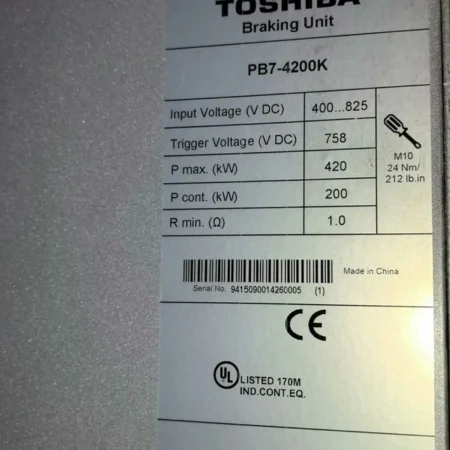 TOSHIBA
Braking Unit
PB7-4200K
Input Voltage (V DC) 400...825
Trigger Voltage (V DC) 758
P max. (kW) 420
P cont. (kW) 200
R min. (Ω) 1.0
M10
24 Nm/
212 lb.in
Made in China
Serial No. 9415090014260005 (1)
CE
UL LISTED 170M
IND.CONT.EQ.